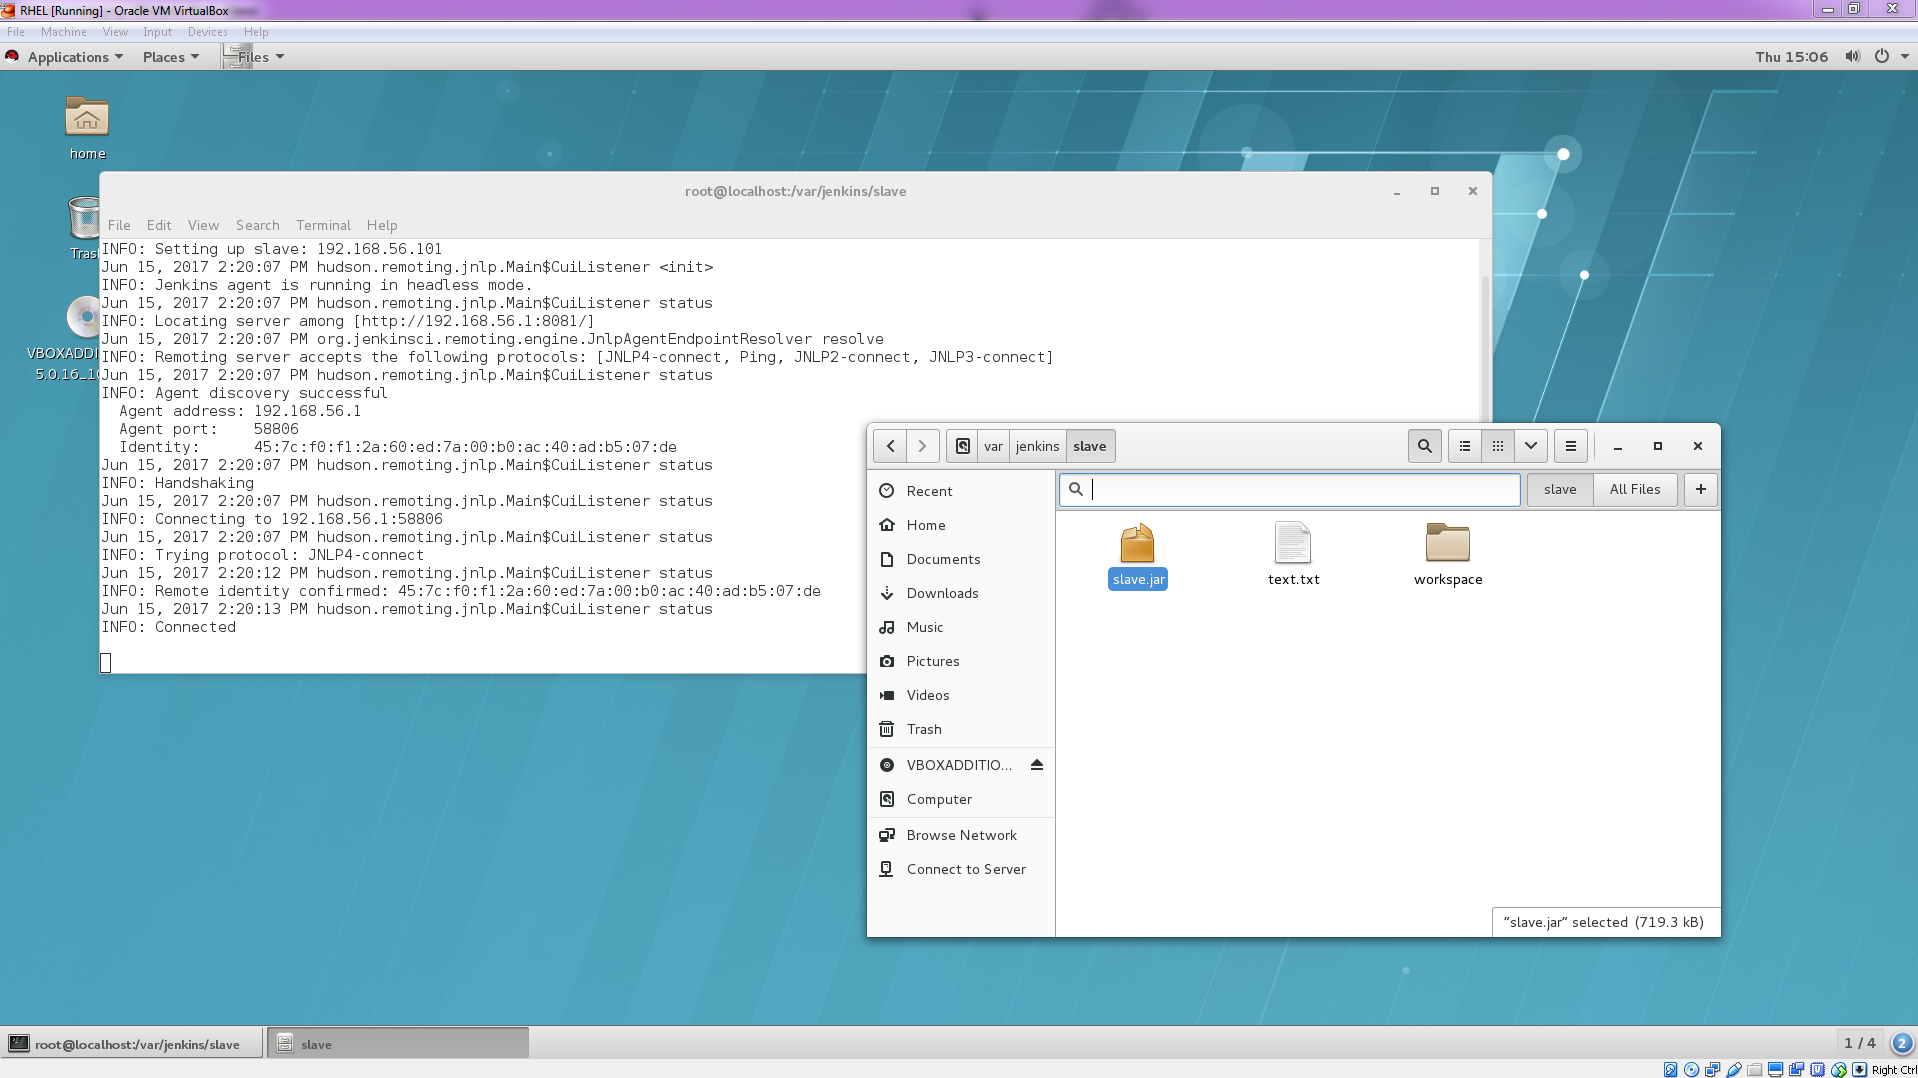 RHEL [Running] - Oracle VM VirtualBox
File Machine View Input Devices Help
Applications Places Files Thu 15:06
home
Tras
VBOXADDI
5.0.16_1
root@localhost:/var/jenkins/slave
File Edit View Search Terminal Help
INFO: Setting up slave: 192.168.56.101
Jun 15, 2017 2:20:07 PM hudson.remoting.jnlp.Main$CuiListener <init>
INFO: Jenkins agent is running in headless mode.
Jun 15, 2017 2:20:07 PM hudson.remoting.jnlp.Main$CuiListener status
INFO: Locating server among [http://192.168.56.1:8081/]
Jun 15, 2017 2:20:07 PM org.jenkinsci.remoting.engine.JnlpAgentEndpointResolver resolve
INFO: Remoting server accepts the following protocols: [JNLP4-connect, Ping, JNLP2-connect, JNLP3-connect]
Jun 15, 2017 2:20:07 PM hudson.remoting.jnlp.Main$CuiListener status
INFO: Agent discovery successful
Agent address: 192.168.56.1
Agent port: 58806
Identity: 45:7c:f0:f1:2a:60:ed:7a:00:b0:ac:40:ad:b5:07:de
Jun 15, 2017 2:20:07 PM hudson.remoting.jnlp.Main$CuiListener status
INFO: Handshaking
Jun 15, 2017 2:20:07 PM hudson.remoting.jnlp.Main$CuiListener status
INFO: Connecting to 192.168.56.1:58806
Jun 15, 2017 2:20:07 PM hudson.remoting.jnlp.Main$CuiListener status
INFO: Trying protocol: JNLP4-connect
Jun 15, 2017 2:20:12 PM hudson.remoting.jnlp.Main$CuiListener status
INFO: Remote identity confirmed: 45:7c:f0:f1:2a:60:ed:7a:00:b0:ac:40:ad:b5:07:de
Jun 15, 2017 2:20:13 PM hudson.remoting.jnlp.Main$CuiListener status
INFO: Connected
var jenkins slave
slave All Files
Recent
Home
Documents
Downloads
Music
Pictures
Videos
Trash
VBOXADDITIO...
Computer
Browse Network
Connect to Server
slave.jar text.txt workspace
"slave.jar" selected (719.3 kB)
root@localhost:/var/jenkins/slave slave 1 / 4 2
Right Ctrl